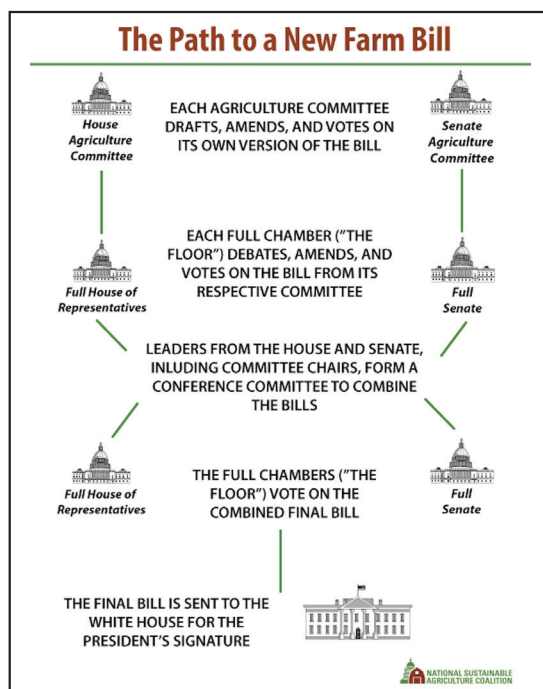 The Path to a New Farm Bill
House
Agriculture
Committee
EACH AGRICULTURE COMMITTEE
DRAFTS, AMENDS, AND VOTES ON
ITS OWN VERSION OF THE BILL
Senate
Agriculture
Committee
Full House of
Representatives
EACH FULL CHAMBER ("THE
FLOOR") DEBATES, AMENDS, AND
VOTES ON THE BILL FROM ITS
RESPECTIVE COMMITTEE
Full
Senate
LEADERS FROM THE HOUSE AND SENATE,
INLUDING COMMITTEE CHAIRS, FORM A
CONFERENCE COMMITTEE TO COMBINE
THE BILLS
Full House of
Representatives
THE FULL CHAMBERS ("THE
FLOOR") VOTE ON THE
COMBINED FINAL BILL
Full
Senate
THE FINAL BILL IS SENT TO THE
WHITE HOUSE FOR THE
PRESIDENT'S SIGNATURE
NATIONAL SUSTAINABLE
AGRICULTURE COALITION